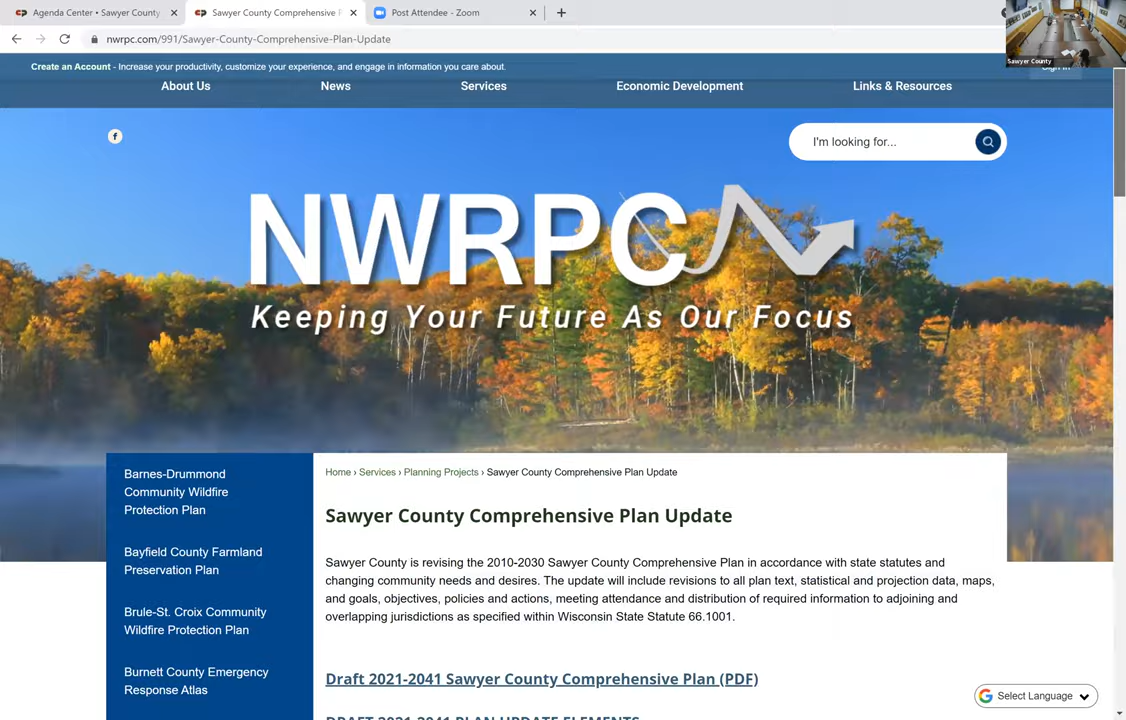 Agenda Center • Sawyer County
Sawyer County Comprehensive P
Post Attendee - Zoom
nwrpc.com/991/Sawyer-County-Comprehensive-Plan-Update
Sawyer County
Create an Account - Increase your productivity, customize your experience, and engage in information you care about.
Sign In
About Us
News
Services
Economic Development
Links & Resources
f
I'm looking for...
NWRPC
Keeping Your Future As Our Focus
Barnes-Drummond
Community Wildfire
Protection Plan
Bayfield County Farmland
Preservation Plan
Brule-St. Croix Community
Wildfire Protection Plan
Burnett County Emergency
Response Atlas
Home › Services › Planning Projects › Sawyer County Comprehensive Plan Update
Sawyer County Comprehensive Plan Update
Sawyer County is revising the 2010-2030 Sawyer County Comprehensive Plan in accordance with state statutes and
changing community needs and desires. The update will include revisions to all plan text, statistical and projection data, maps,
and goals, objectives, policies and actions, meeting attendance and distribution of required information to adjoining and
overlapping jurisdictions as specified within Wisconsin State Statute 66.1001.
Draft 2021-2041 Sawyer County Comprehensive Plan (PDF)
DRAFT 2021-2041 PLAN UPDATE ELEMENTS
G Select Language